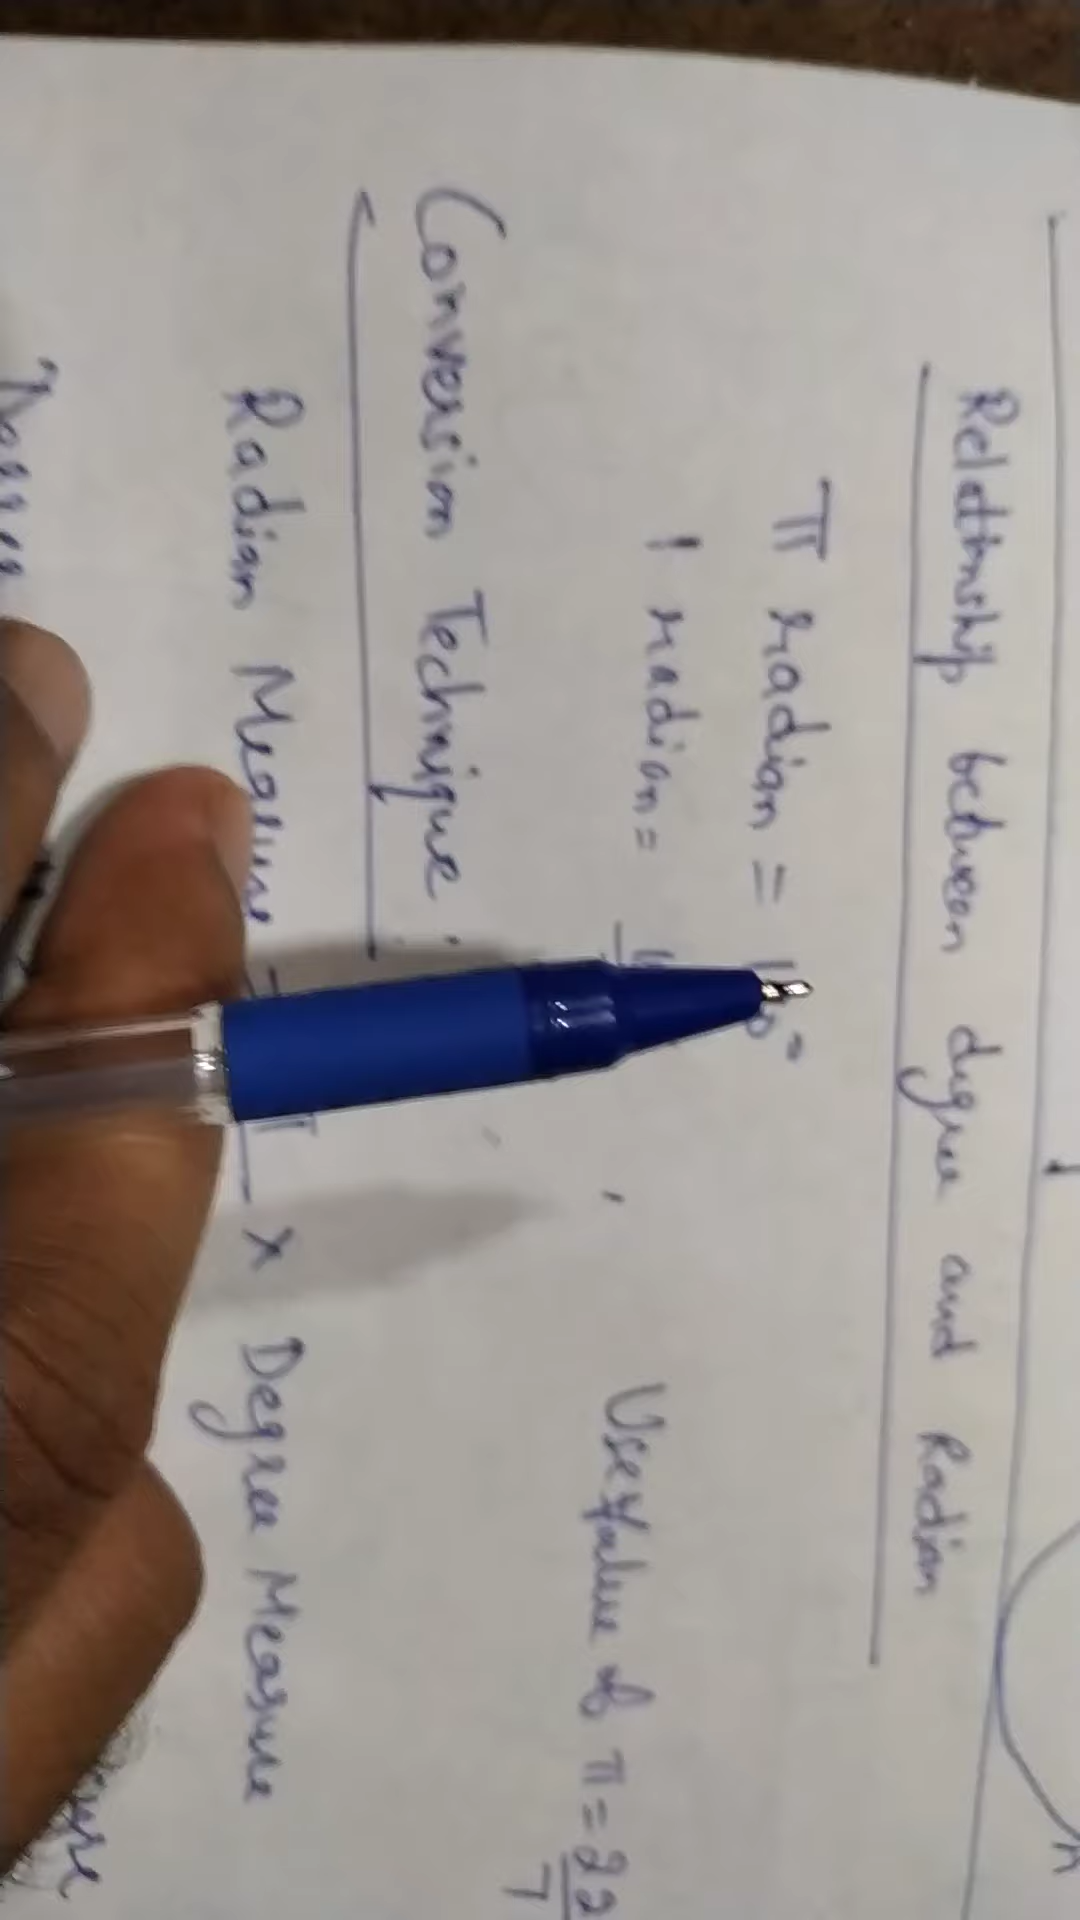 Relationship between degree and Radian
π radian =
1 radian =
Use Value of π = 22/7
Conversion Technique.
Radian Measure π x Degree Measure